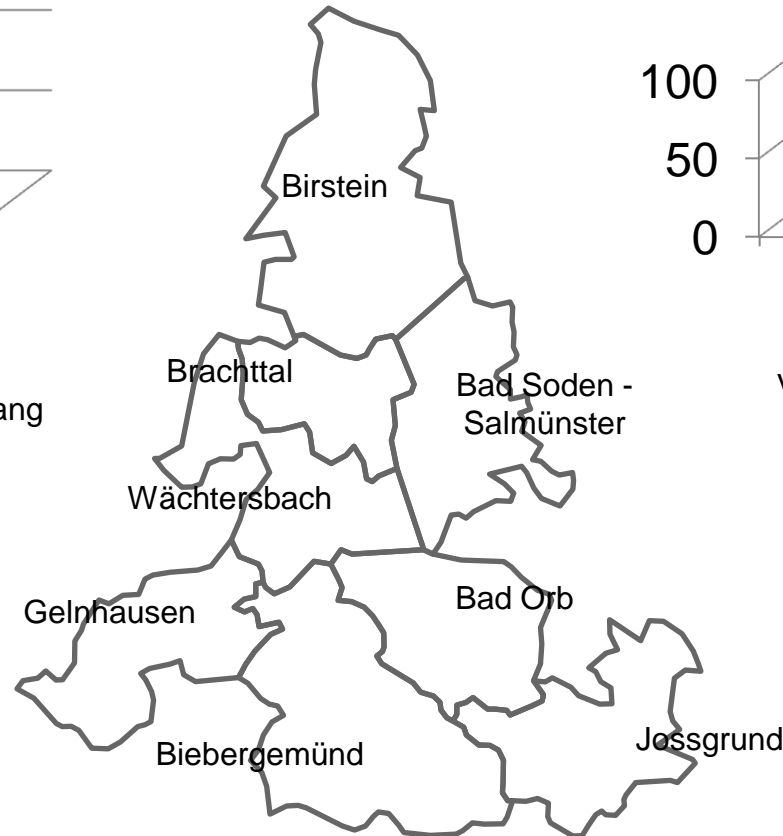 100
50
0
Birstein
Brachttal
Bad Soden -
Salmünster
ang
Wächtersbach
Gelnhausen
Bad Orb
Biebergemünd
Jossgrund